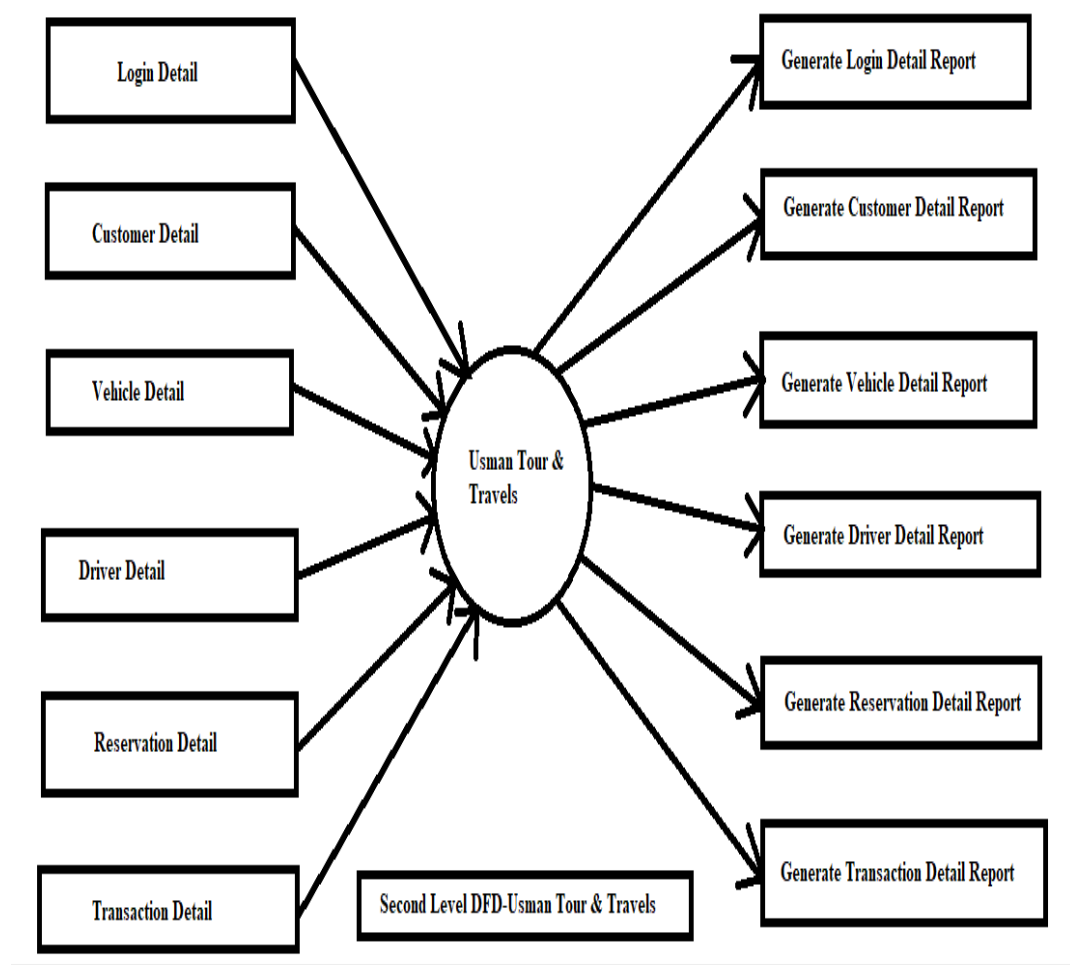 Login Detail
Customer Detail
Vehicle Detail
Driver Detail
Reservation Detail
Transaction Detail
Usman Tour &
Travels
Generate Login Detail Report
Generate Customer Detail Report
Generate Vehicle Detail Report
Generate Driver Detail Report
Generate Reservation Detail Report
Generate Transaction Detail Report
Second Level DFD-Usman Tour & Travels